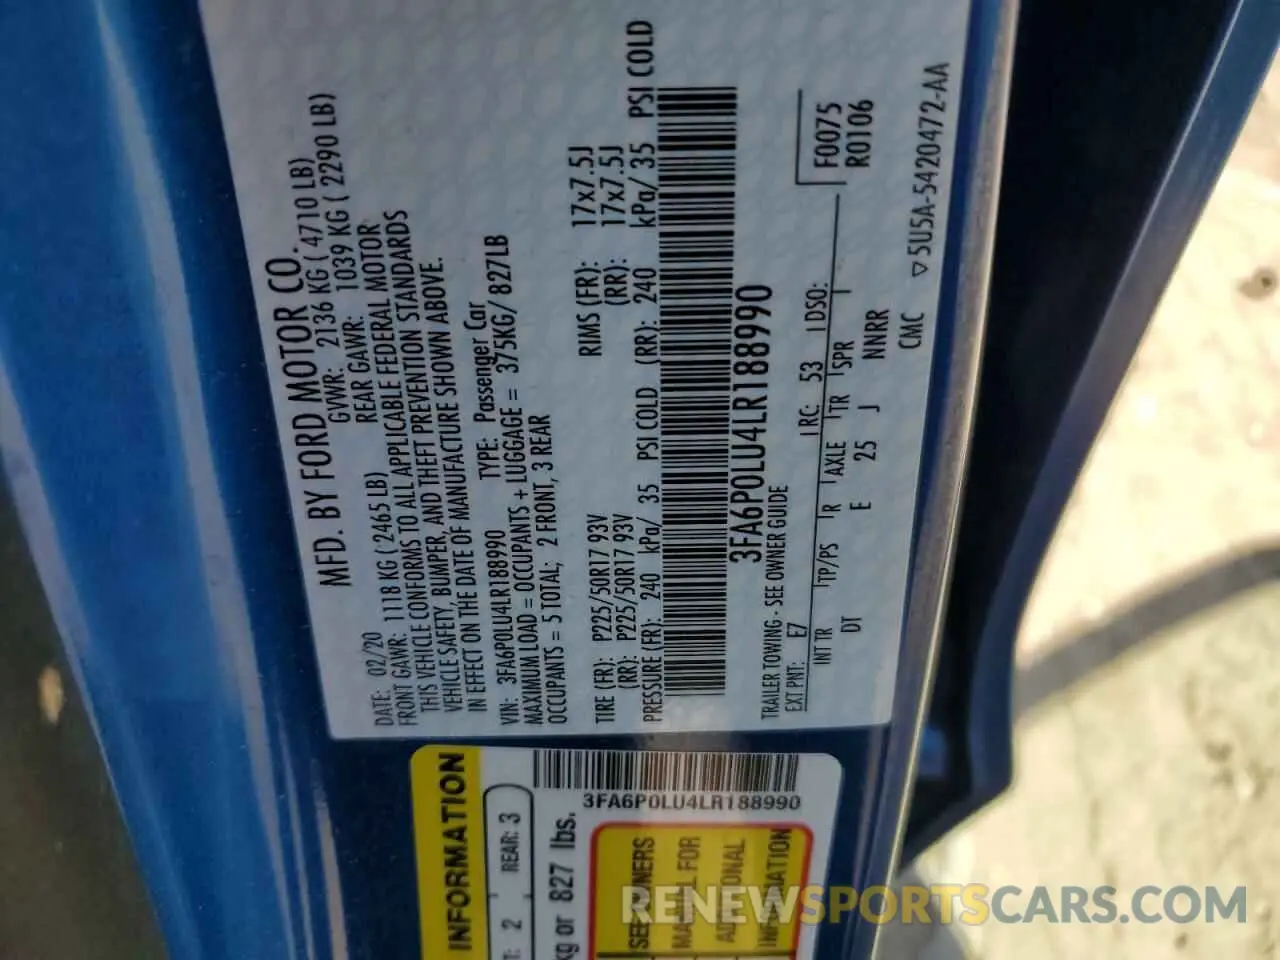 MFD. BY FORD MOTOR CO.
DATE: 02/20 GVWR: 2136 KG ( 4710 LB)
FRONT GAWR: 1118 KG ( 2465 LB) REAR GAWR: 1039 KG ( 2290 LB)
THIS VEHICLE CONFORMS TO ALL APPLICABLE FEDERAL MOTOR
VEHICLE SAFETY, BUMPER, AND THEFT PREVENTION STANDARDS
IN EFFECT ON THE DATE OF MANUFACTURE SHOWN ABOVE.
VIN: 3FA6P0LU4LR188990 TYPE: Passenger Car
MAXIMUM LOAD = OCCUPANTS + LUGGAGE = 375KG/ 827LB
OCCUPANTS = 5 TOTAL; 2 FRONT, 3 REAR
TIRE (FR): P225/50R17 93V RIMS (FR): 17x7.5J
(RR): P225/50R17 93V (RR): 17x7.5J
PRESSURE (FR): 240 kPa/ 35 PSI COLD (RR): 240 kPa/ 35 PSI COLD
3FA6P0LU4LR188990
TRAILER TOWING - SEE OWNER GUIDE
F0075
R0106
EXT PNT: E7 RC: 53 DSO:
INT TR TP/PS R AXLE TR SPR
DT E 25 J NNRR
CMC ▽ 5U5A-5420472-AA
INFORMATION
2 REAR: 3
kg or 827 lbs.
3FA6P0LU4LR188990
MANUAL FOR
INFORMATION
RENEWSPORTSCARS.COM